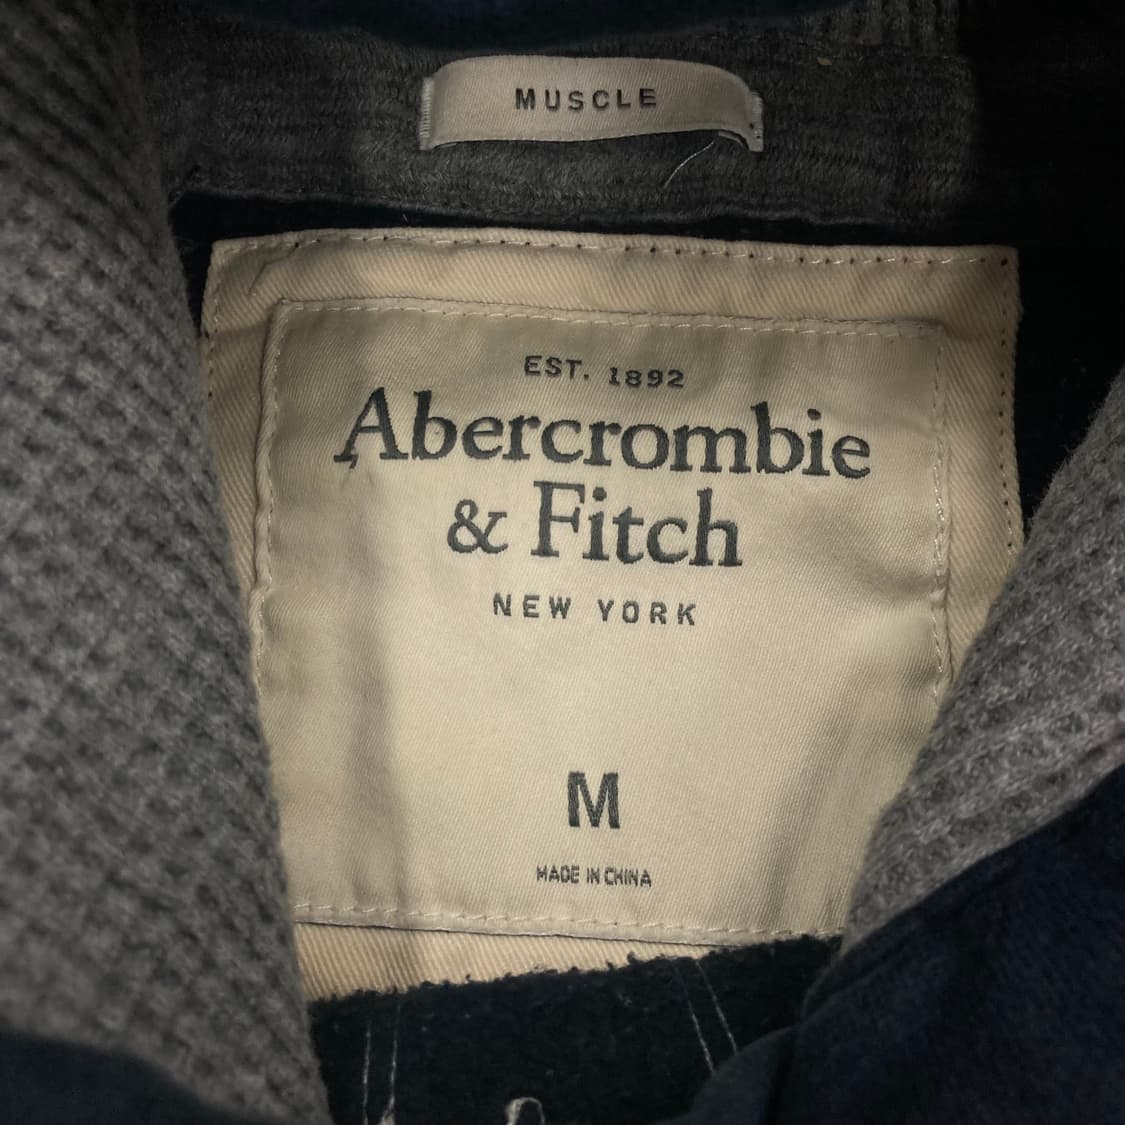 MUSCLE
EST. 1892
Abercrombie
& Fitch
NEW YORK
M
MADE IN CHINA